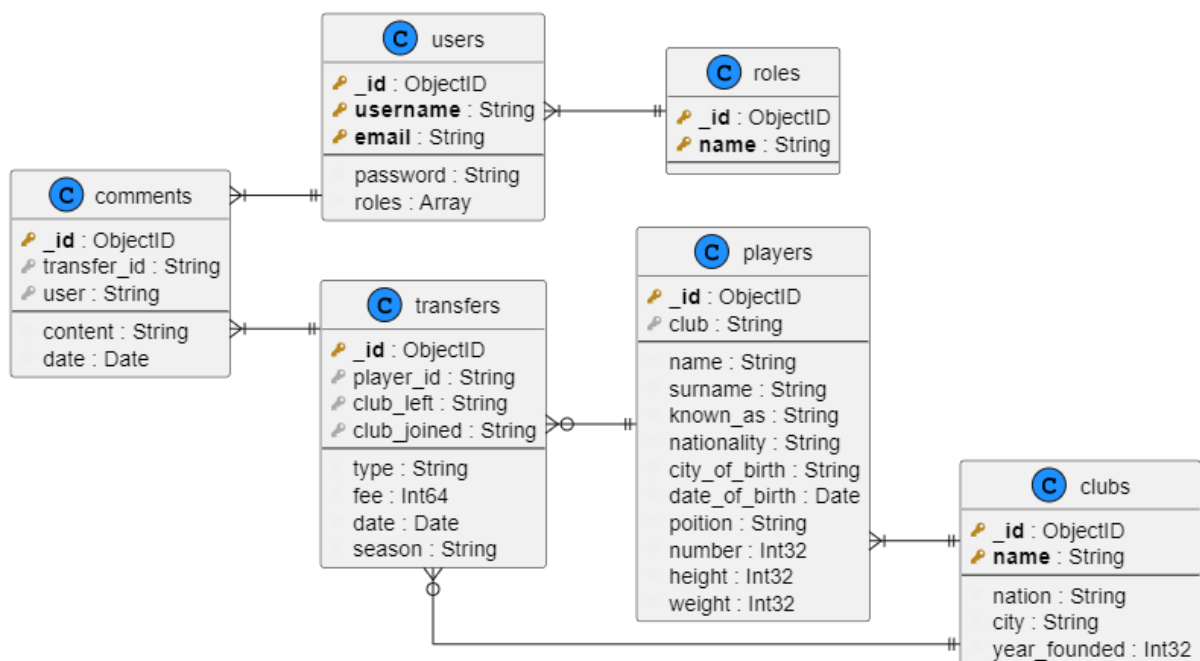 C users
_id : ObjectID
username : String
email : String
password : String
roles : Array
C roles
_id : ObjectID
name : String
C comments
_id : ObjectID
transfer_id : String
user : String
content : String
date : Date
C transfers
_id : ObjectID
player_id : String
club_left : String
club_joined : String
type : String
fee : Int64
date : Date
season : String
C players
_id : ObjectID
club : String
name : String
surname : String
known_as : String
nationality : String
city_of_birth : String
date_of_birth : Date
poition : String
number : Int32
height : Int32
weight : Int32
C clubs
_id : ObjectID
name : String
nation : String
city : String
year_founded : Int32